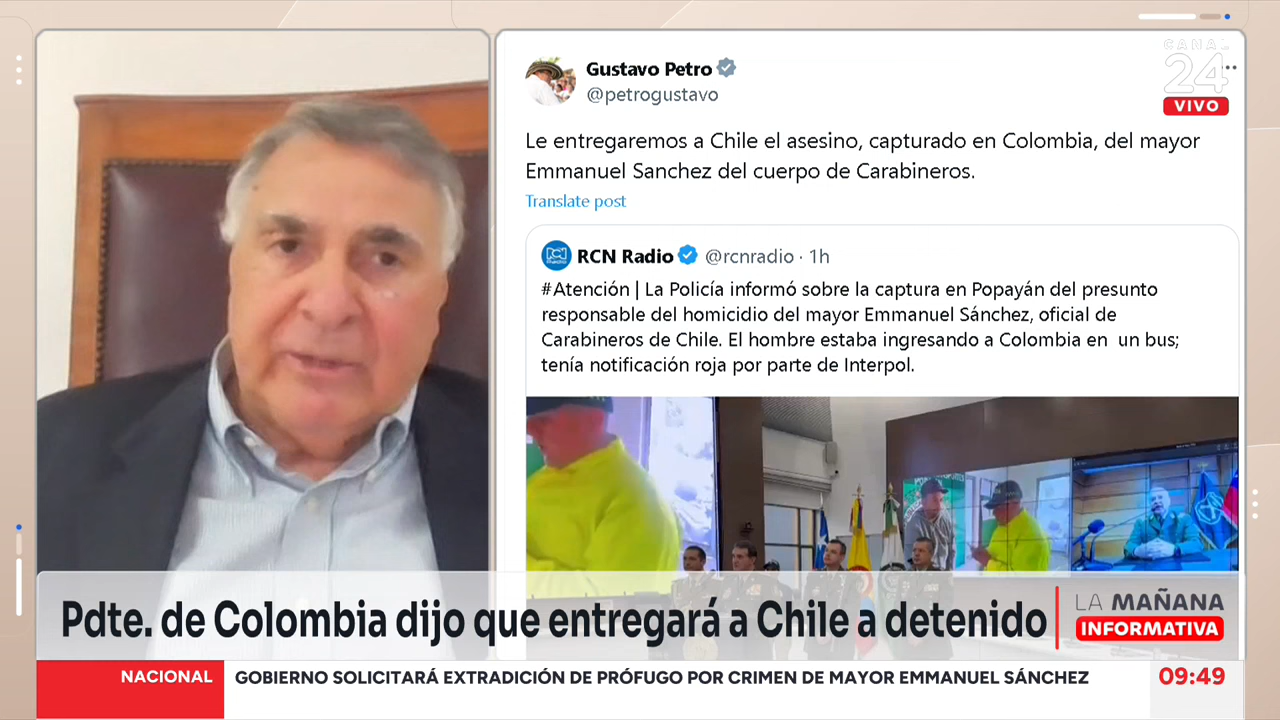 Gustavo Petro
@petrogustavo
CANAL
24
VIVO
Le entregaremos a Chile el asesino, capturado en Colombia, del mayor
Emmanuel Sanchez del cuerpo de Carabineros.
Translate post
RCN Radio @rcnradio · 1h
#Atención | La Policía informó sobre la captura en Popayán del presunto
responsable del homicidio del mayor Emmanuel Sánchez, oficial de
Carabineros de Chile. El hombre estaba ingresando a Colombia en un bus;
tenía notificación roja por parte de Interpol.
Pdte. de Colombia dijo que entregará a Chile a detenido
LA MAÑANA
INFORMATIVA
NACIONAL
GOBIERNO SOLICITARÁ EXTRADICIÓN DE PRÓFUGO POR CRIMEN DE MAYOR EMMANUEL SÁNCHEZ
09:49